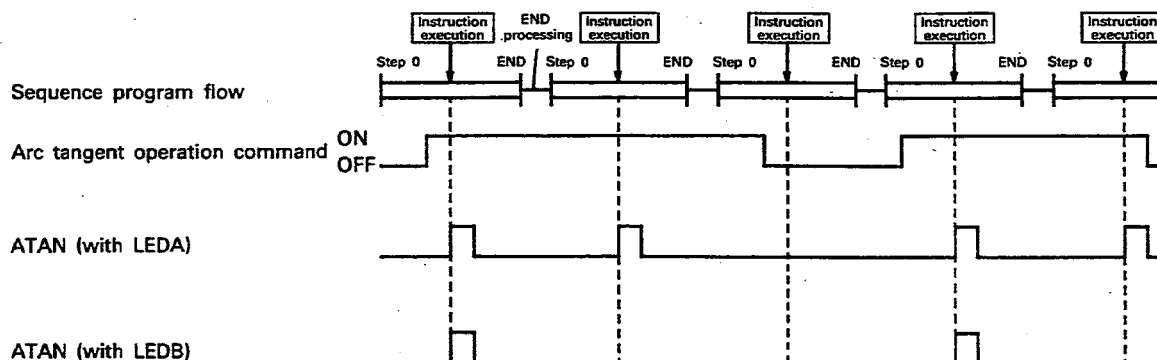 Instruction execution
END processing
Instruction execution
Instruction execution
Instruction execution
Instruction execution
Step 0 END Step 0 END Step 0 END Step 0 END Step 0
Sequence program flow
Arc tangent operation command ON
OFF
ATAN (with LEDA)
ATAN (with LEDB)